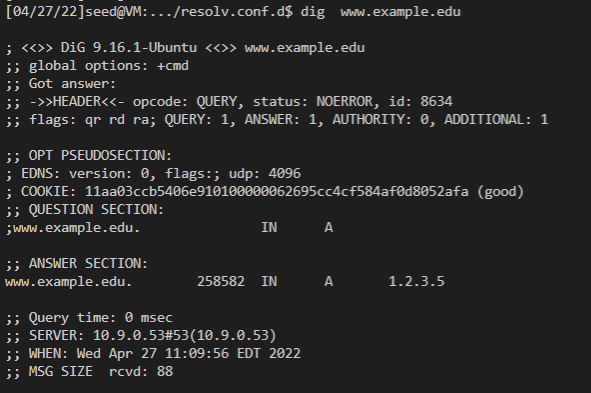 [04/27/22]seed@VM:.../resolv.conf.d$ dig  www.example.edu
; <<>> DiG 9.16.1-Ubuntu <<>> www.example.edu
;; global options: +cmd
;; Got answer:
;; ->>HEADER<<- opcode: QUERY, status: NOERROR, id: 8634
;; flags: qr rd ra; QUERY: 1, ANSWER: 1, AUTHORITY: 0, ADDITIONAL: 1
;; OPT PSEUDOSECTION:
; EDNS: version: 0, flags:; udp: 4096
; COOKIE: 11aa03ccb5406e910100000062695cc4cf584af0d8052afa (good)
;; QUESTION SECTION:
;www.example.edu.               IN      A
;; ANSWER SECTION:
www.example.edu.        258582  IN      A       1.2.3.5
;; Query time: 0 msec
;; SERVER: 10.9.0.53#53(10.9.0.53)
;; WHEN: Wed Apr 27 11:09:56 EDT 2022
;; MSG SIZE  rcvd: 88